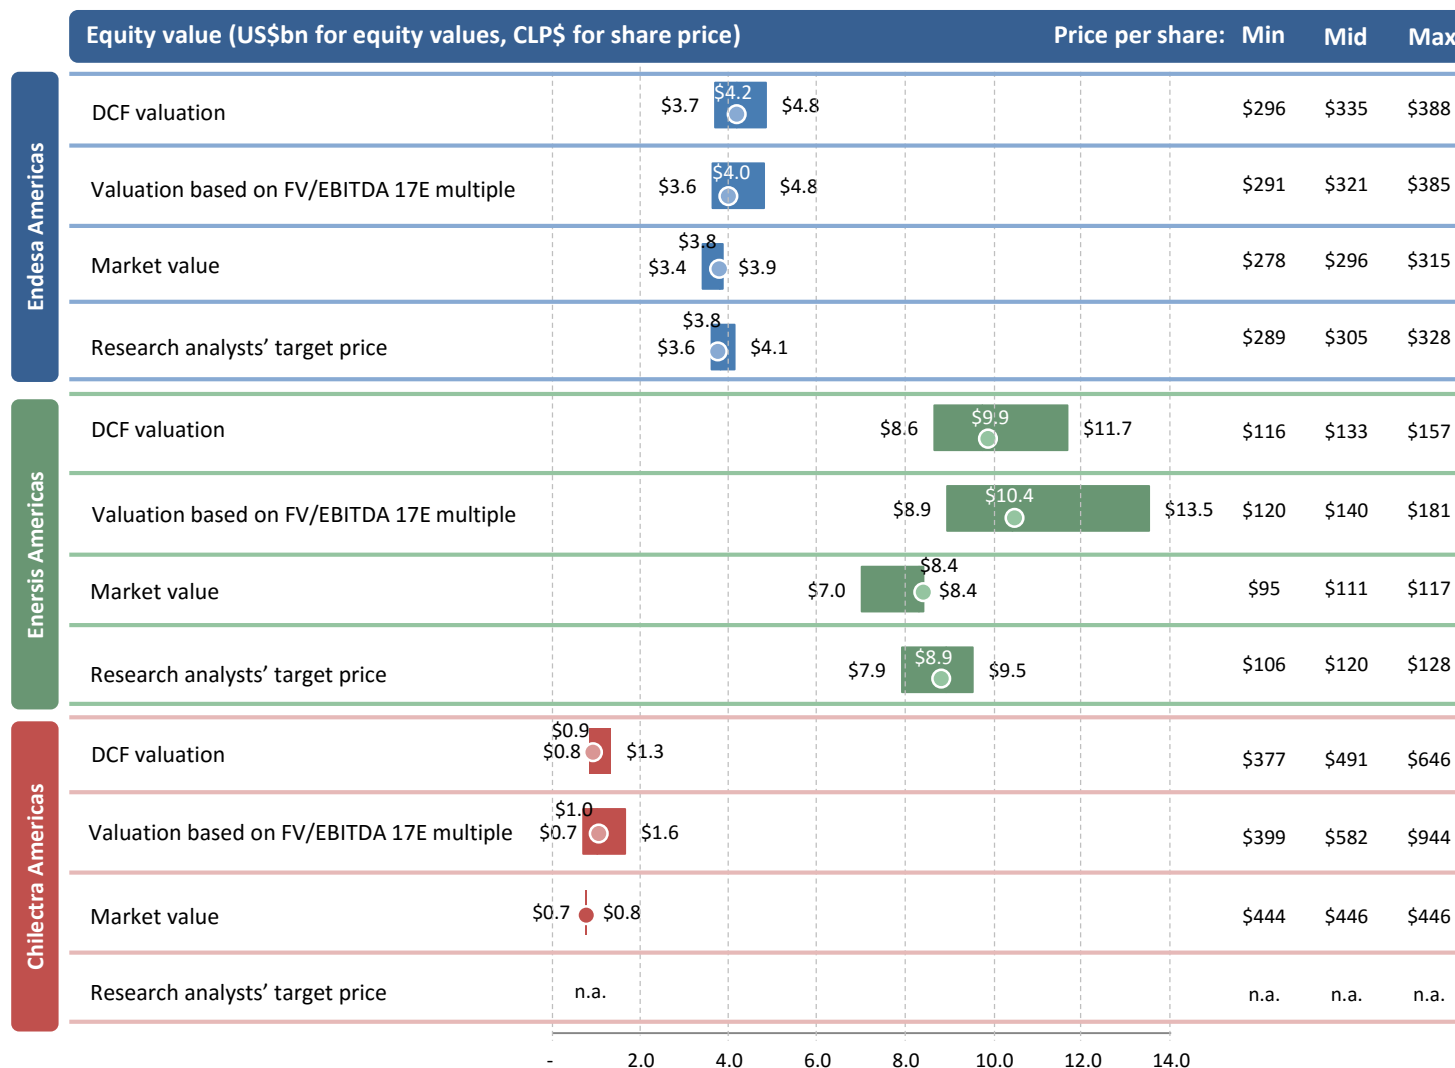 Equity value (US$bn for equity values, CLP$ for share price) Price per share: Min Mid Max
Endesa Americas
DCF valuation $3.7 $4.2 $4.8 $296 $335 $388
Valuation based on FV/EBITDA 17E multiple $3.6 $4.0 $4.8 $291 $321 $385
Market value $3.4 $3.8 $3.9 $278 $296 $315
Research analysts’ target price $3.6 $3.8 $4.1 $289 $305 $328
Enersis Americas
DCF valuation $8.6 $9.9 $11.7 $116 $133 $157
Valuation based on FV/EBITDA 17E multiple $8.9 $10.4 $13.5 $120 $140 $181
Market value $7.0 $8.4 $8.4 $95 $111 $117
Research analysts’ target price $7.9 $8.9 $9.5 $106 $120 $128
Chilectra Americas
DCF valuation $0.8 $0.9 $1.3 $377 $491 $646
Valuation based on FV/EBITDA 17E multiple $0.7 $1.0 $1.6 $399 $582 $944
Market value $0.7 $0.8 $444 $446 $446
Research analysts’ target price n.a. n.a. n.a. n.a.
- 2.0 4.0 6.0 8.0 10.0 12.0 14.0